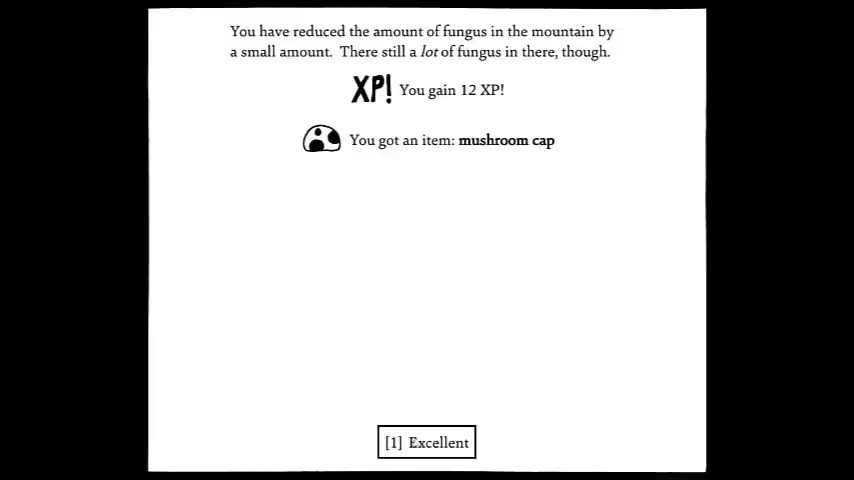 You have reduced the amount of fungus in the mountain by
a small amount. There still a lot of fungus in there, though.
XP! You gain 12 XP!
You got an item: mushroom cap
[1] Excellent